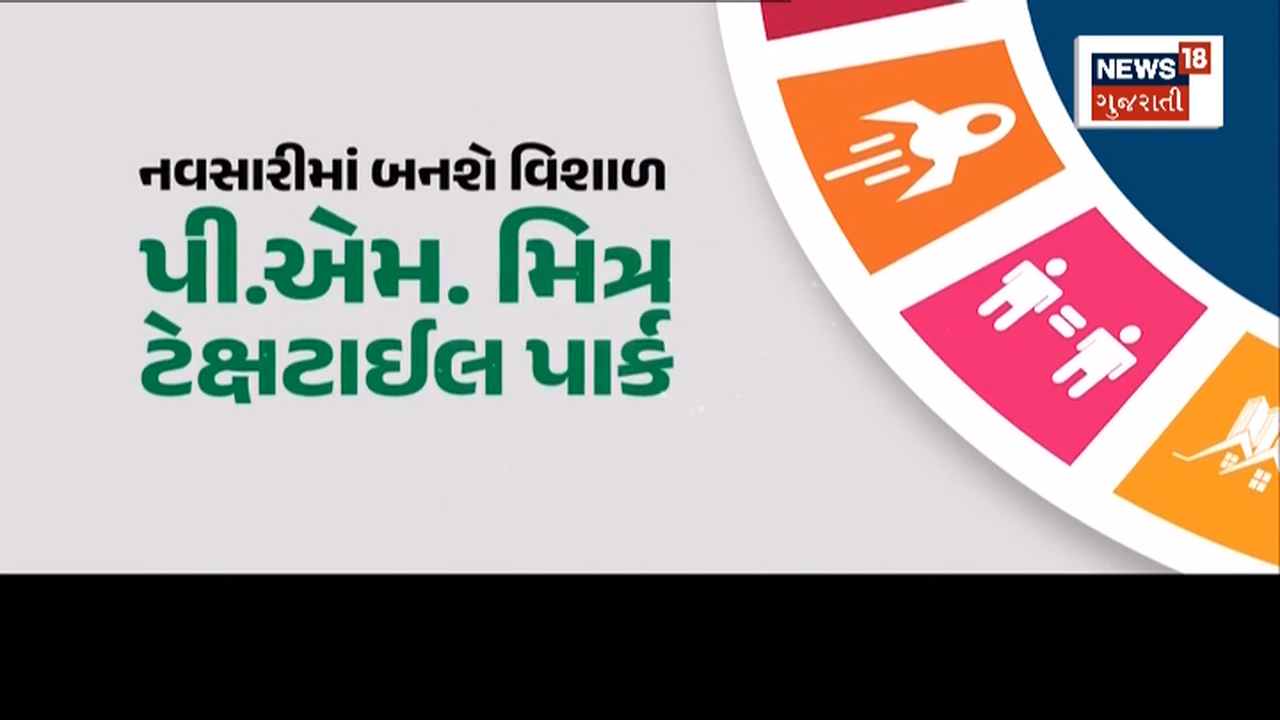 નવસારીમાં બનશે વિશાળ
પી.એમ. મિત્ર
ટેક્ષટાઈલ પાર્ક
NEWS 18
ગુજરાતી